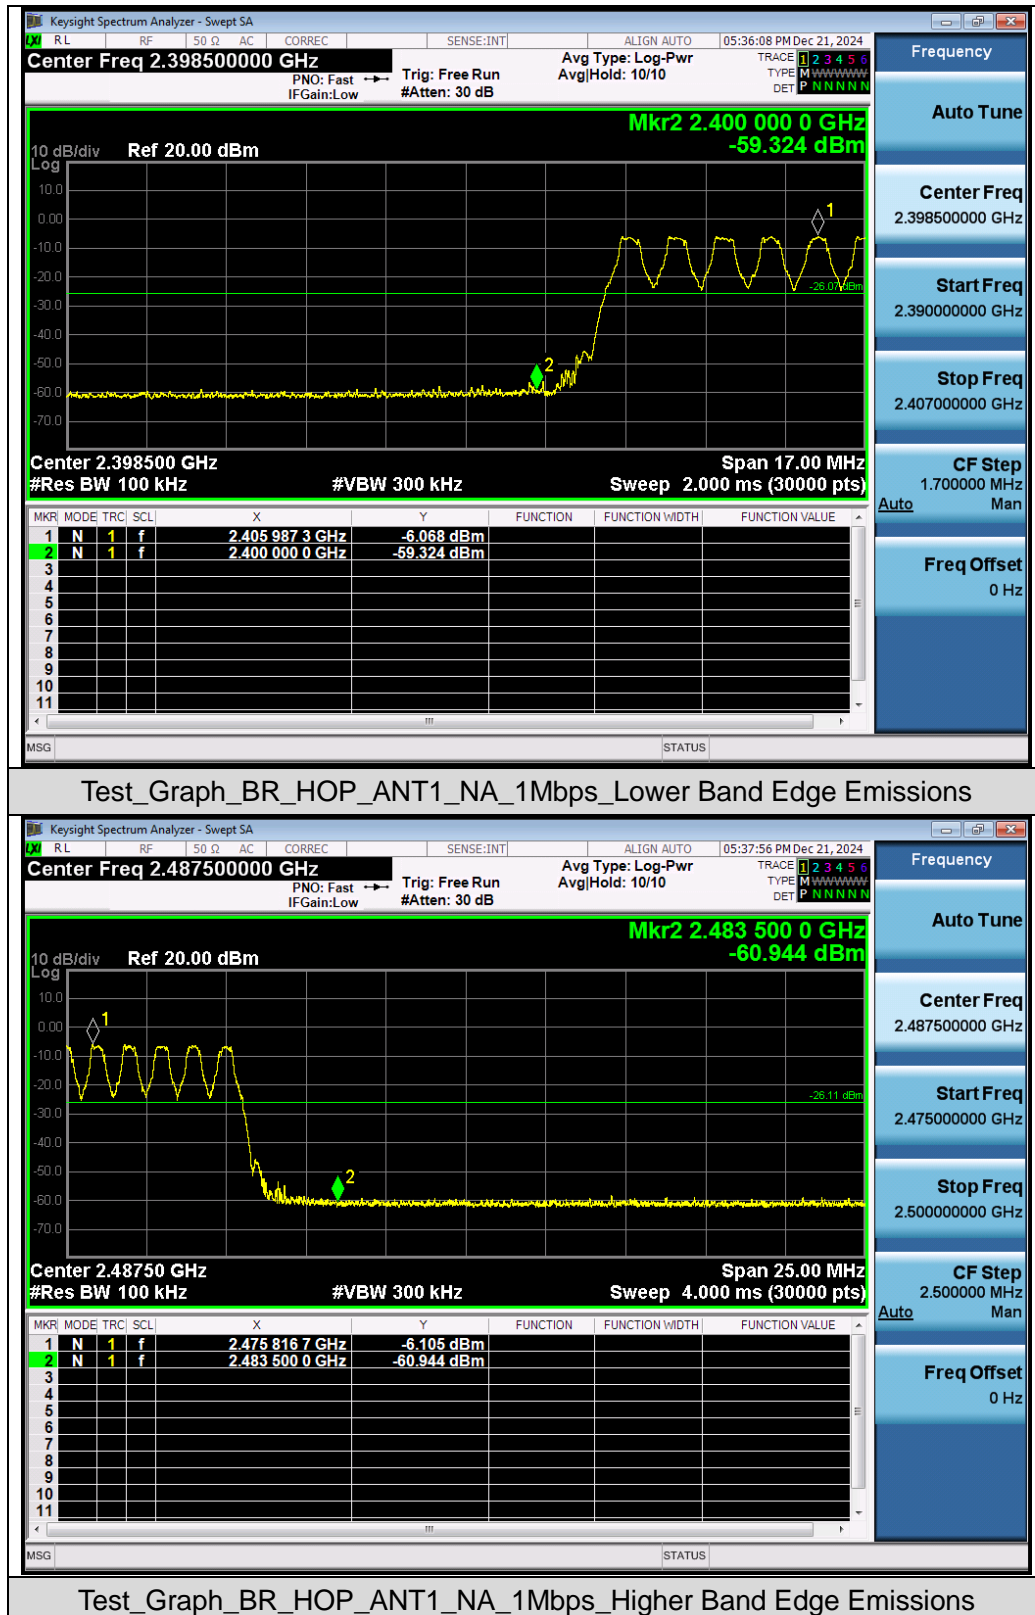 Keysight Spectrum Analyzer - Swept SA
LXI RL RF 50 Ω AC CORREC SENSE:INT ALIGN AUTO 05:36:08 PM Dec 21, 2024
Center Freq 2.398500000 GHz
PNO: Fast
IFGain:Low
Trig: Free Run
#Atten: 30 dB
Avg Type: Log-Pwr
Avg|Hold: 10/10
TRACE 1 2 3 4 5 6
TYPE M W W W W W
DET P N N N N N
Mkr2 2.400 000 0 GHz
-59.324 dBm
10 dB/div Ref 20.00 dBm
Log
10.0
0.00
-10.0
-20.0
-30.0
-40.0
-50.0
-60.0
-70.0
1
2
-26.07 dBm
Center 2.398500 GHz Span 17.00 MHz
#Res BW 100 kHz #VBW 300 kHz Sweep 2.000 ms (30000 pts)
MKR MODE TRC SCL X Y FUNCTION FUNCTION WIDTH FUNCTION VALUE
1 N 1 f 2.405 987 3 GHz -6.068 dBm
2 N 1 f 2.400 000 0 GHz -59.324 dBm
3
4
5
6
7
8
9
10
11
MSG STATUS
Frequency
Auto Tune
Center Freq
2.398500000 GHz
Start Freq
2.390000000 GHz
Stop Freq
2.407000000 GHz
CF Step
1.700000 MHz
Auto Man
Freq Offset
0 Hz
Test_Graph_BR_HOP_ANT1_NA_1Mbps_Lower Band Edge Emissions
Keysight Spectrum Analyzer - Swept SA
LXI RL RF 50 Ω AC CORREC SENSE:INT ALIGN AUTO 05:37:56 PM Dec 21, 2024
Center Freq 2.487500000 GHz
PNO: Fast
IFGain:Low
Trig: Free Run
#Atten: 30 dB
Avg Type: Log-Pwr
Avg|Hold: 10/10
TRACE 1 2 3 4 5 6
TYPE M W W W W W
DET P N N N N N
Mkr2 2.483 500 0 GHz
-60.944 dBm
10 dB/div Ref 20.00 dBm
Log
10.0
0.00
-10.0
-20.0
-30.0
-40.0
-50.0
-60.0
-70.0
1
2
-26.11 dBm
Center 2.48750 GHz Span 25.00 MHz
#Res BW 100 kHz #VBW 300 kHz Sweep 4.000 ms (30000 pts)
MKR MODE TRC SCL X Y FUNCTION FUNCTION WIDTH FUNCTION VALUE
1 N 1 f 2.475 816 7 GHz -6.105 dBm
2 N 1 f 2.483 500 0 GHz -60.944 dBm
3
4
5
6
7
8
9
10
11
MSG STATUS
Frequency
Auto Tune
Center Freq
2.487500000 GHz
Start Freq
2.475000000 GHz
Stop Freq
2.500000000 GHz
CF Step
2.500000 MHz
Auto Man
Freq Offset
0 Hz
Test_Graph_BR_HOP_ANT1_NA_1Mbps_Higher Band Edge Emissions